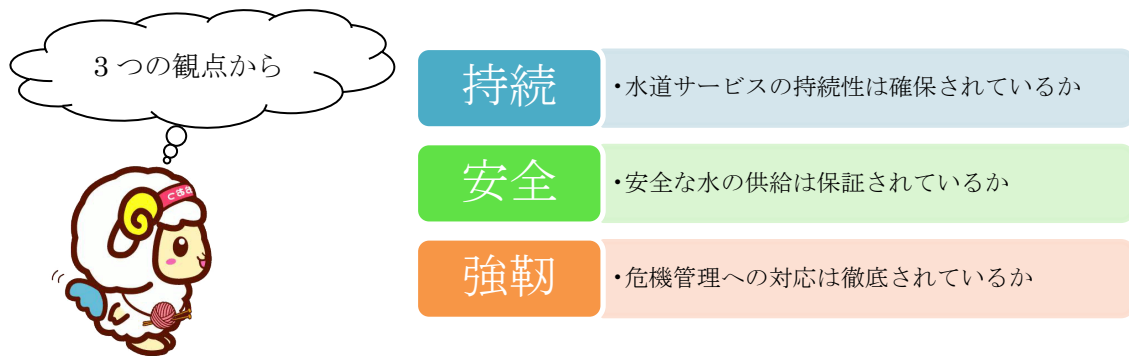 3つの観点から
持続
・水道サービスの持続性は確保されているか
安全
・安全な水の供給は保証されているか
強靭
・危機管理への対応は徹底されているか